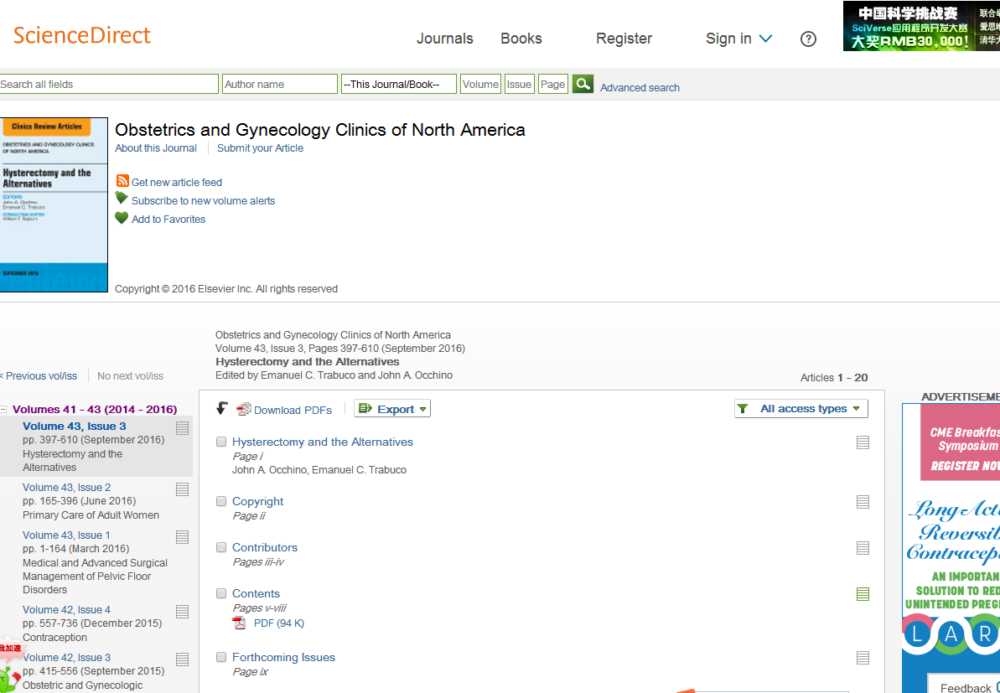 ScienceDirect
Journals
Books
Register
Sign in
?
中国科学挑战赛
SciVerse应用程序开发大赛
大奖RMB30,000!
联合
爱思
清华大
Search all fields
Author name
--This Journal/Book--
Volume
Issue
Page
Advanced search
Clinics Review Articles
OBSTETRICS AND GYNECOLOGY CLINICS
OF NORTH AMERICA
Hysterectomy and the
Alternatives
EDITORS
John A. Occhino
Emanuel C. Trabuco
CONSULTING EDITOR
William F. Rayburn
SEPTEMBER 2016
Obstetrics and Gynecology Clinics of North America
About this Journal
Submit your Article
Get new article feed
Subscribe to new volume alerts
Add to Favorites
Copyright © 2016 Elsevier Inc. All rights reserved
Obstetrics and Gynecology Clinics of North America
Volume 43, Issue 3, Pages 397-610 (September 2016)
Hysterectomy and the Alternatives
Edited by Emanuel C. Trabuco and John A. Occhino
< Previous vol/iss
No next vol/iss
Articles 1 - 20
Volumes 41 - 43 (2014 - 2016)
Volume 43, Issue 3
pp. 397-610 (September 2016)
Hysterectomy and the
Alternatives
Volume 43, Issue 2
pp. 165-396 (June 2016)
Primary Care of Adult Women
Volume 43, Issue 1
pp. 1-164 (March 2016)
Medical and Advanced Surgical
Management of Pelvic Floor
Disorders
Volume 42, Issue 4
pp. 557-736 (December 2015)
Contraception
Volume 42, Issue 3
pp. 415-556 (September 2015)
Obstetric and Gynecologic
我加速
Download PDFs
Export
All access types
Hysterectomy and the Alternatives
Page i
John A. Occhino, Emanuel C. Trabuco
Copyright
Page ii
Contributors
Pages iii-iv
Contents
Pages v-viii
PDF (94 K)
Forthcoming Issues
Page ix
ADVERTISEME
CME Breakfas
Symposium
REGISTER NOW
Long Act
Reversib
Contracep
AN IMPORTAN
SOLUTION TO RED
UNINTENDED PREG
L A R
Feedback